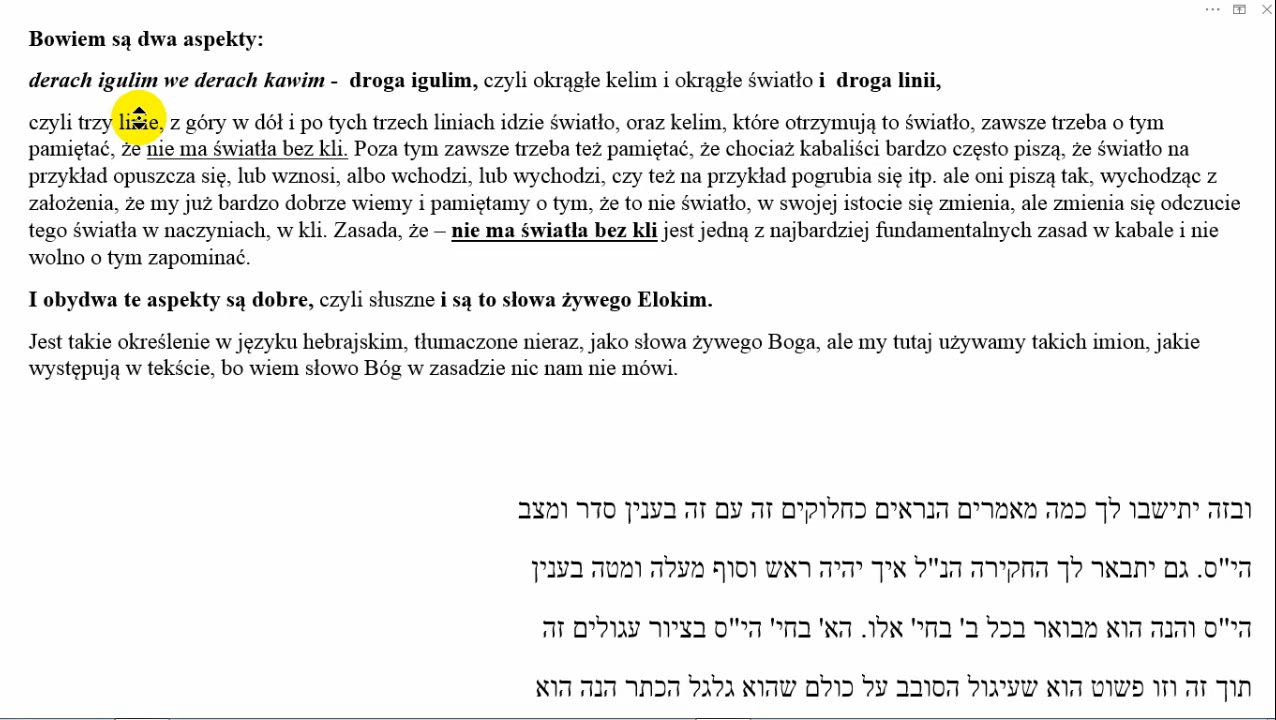 Bowiem są dwa aspekty:
derach igulim we derach kawim - droga igulim, czyli okrągłe kelim i okrągłe światło i droga linii,
czyli trzy linie, z góry w dół i po tych trzech liniach idzie światło, oraz kelim, które otrzymują to światło, zawsze trzeba o tym
pamiętać, że nie ma światła bez kli. Poza tym zawsze trzeba też pamiętać, że chociaż kabaliści bardzo często piszą, że światło na
przykład opuszcza się, lub wznosi, albo wchodzi, lub wychodzi, czy też na przykład pogrubia się itp. ale oni piszą tak, wychodząc z
założenia, że my już bardzo dobrze wiemy i pamiętamy o tym, że to nie światło, w swojej istocie się zmienia, ale zmienia się odczucie
tego światła w naczyniach, w kli. Zasada, że – nie ma światła bez kli jest jedną z najbardziej fundamentalnych zasad w kabale i nie
wolno o tym zapominać.
I obydwa te aspekty są dobre, czyli słuszne i są to słowa żywego Elokim.
Jest takie określenie w języku hebrajskim, tłumaczone nieraz, jako słowa żywego Boga, ale my tutaj używamy takich imion, jakie
występują w tekście, bo wiem słowo Bóg w zasadzie nic nam nie mówi.
ובזה יתישבו לך כמה מאמרים הנראים כחלוקים זה עם זה בענין סדר ומצב
הי"ס. גם יתבאר לך החקירה הנ"ל איך יהיה ראש וסוף מעלה ומטה בענין
הי"ס והנה הוא מבואר בכל ב' בחי' אלו. הא' בחי' הי"ס בציור עגולים זה
תוך זה וזו פשוט הוא שעיגול הסובב על כולם שהוא גלגל הכתר הנה הוא